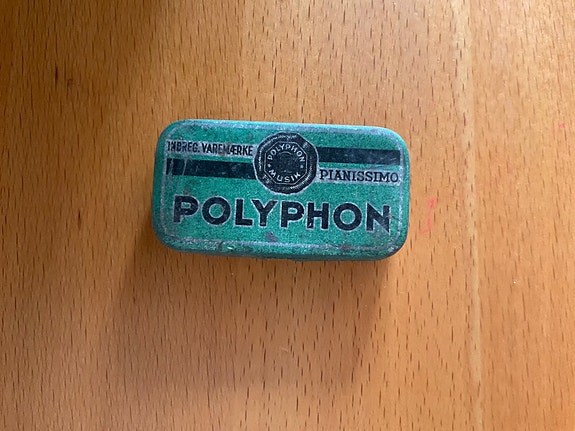 INDREG. VAREMÆRKE
POLYPHON
MUSIK
PIANISSIMO
POLYPHON